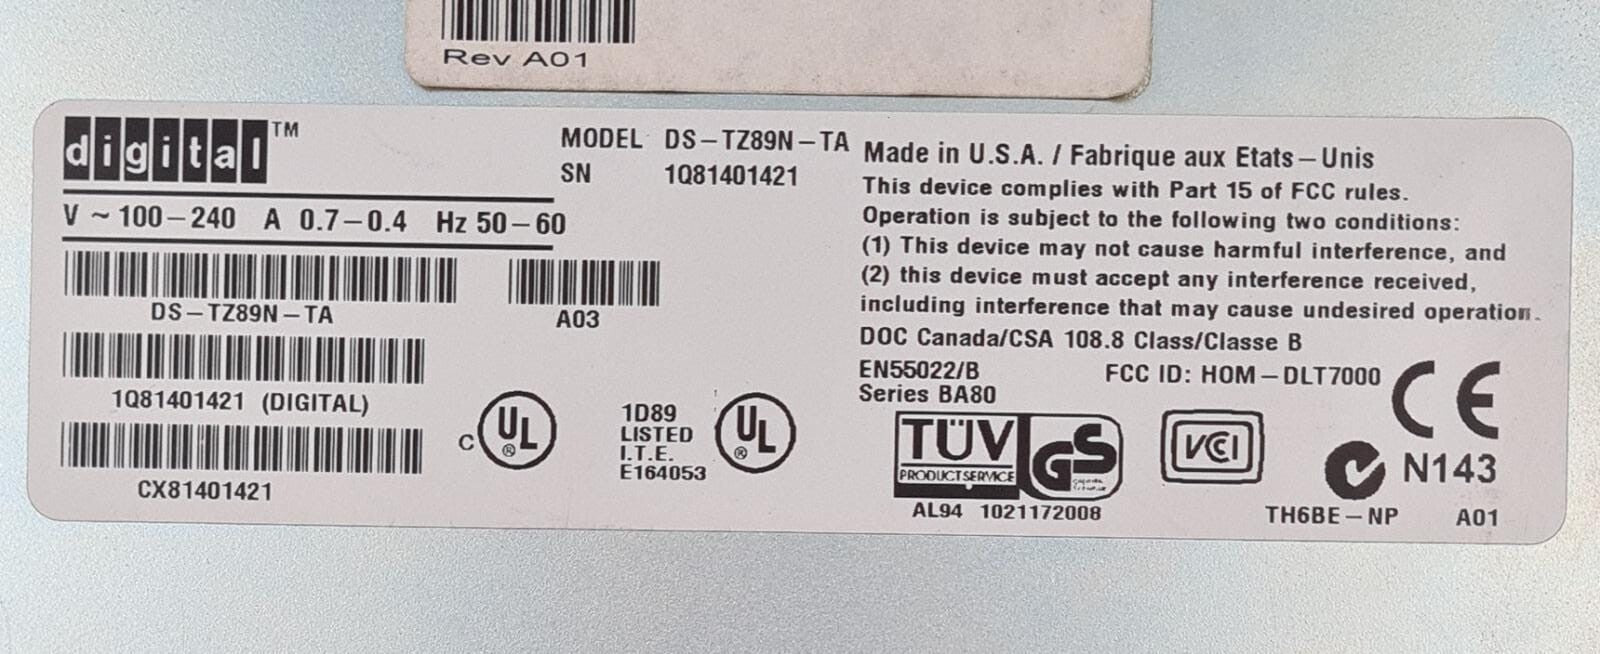 Rev A01
digital™
MODEL DS-TZ89N-TA
SN 1Q81401421
V ~ 100-240 A 0.7-0.4 Hz 50-60
DS-TZ89N-TA
A03
1Q81401421 (DIGITAL)
CX81401421
C UL ®
1D89
LISTED
I.T.E.
E164053
UL ®
Made in U.S.A. / Fabrique aux Etats-Unis
This device complies with Part 15 of FCC rules.
Operation is subject to the following two conditions:
(1) This device may not cause harmful interference, and
(2) this device must accept any interference received,
including interference that may cause undesired operation.
DOC Canada/CSA 108.8 Class/Classe B
EN55022/B
Series BA80
FCC ID: HOM-DLT7000
CE
TÜV
PRODUCT SERVICE
GS
AL94 1021172008
VCI
N143
TH6BE-NP A01